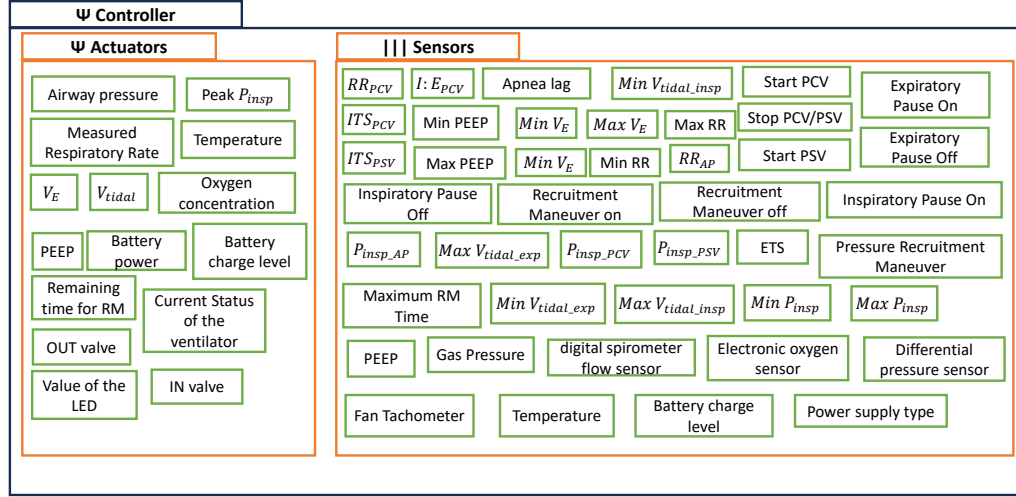 Ψ Controller
Ψ Actuators
Airway pressure
Peak P_insp
Measured
Respiratory Rate
Temperature
V_E
V_tidal
Oxygen
concentration
PEEP
Battery
power
Battery
charge level
Remaining
time for RM
Current Status
of the
ventilator
OUT valve
Value of the
LED
IN valve
||| Sensors
RR_PCV
I: E_PCV
Apnea lag
Min V_tidal_insp
Start PCV
Expiratory
Pause On
ITS_PCV
Min PEEP
Min V_E
Max V_E
Max RR
Stop PCV/PSV
Expiratory
Pause Off
ITS_PSV
Max PEEP
Min V_E
Min RR
RR_AP
Start PSV
Inspiratory Pause
Off
Recruitment
Maneuver on
Recruitment
Maneuver off
Inspiratory Pause On
P_insp_AP
Max V_tidal_exp
P_insp_PCV
P_insp_PSV
ETS
Pressure Recruitment
Maneuver
Maximum RM
Time
Min V_tidal_exp
Max V_tidal_insp
Min P_insp
Max P_insp
PEEP
Gas Pressure
digital spirometer
flow sensor
Electronic oxygen
sensor
Differential
pressure sensor
Fan Tachometer
Temperature
Battery charge
level
Power supply type